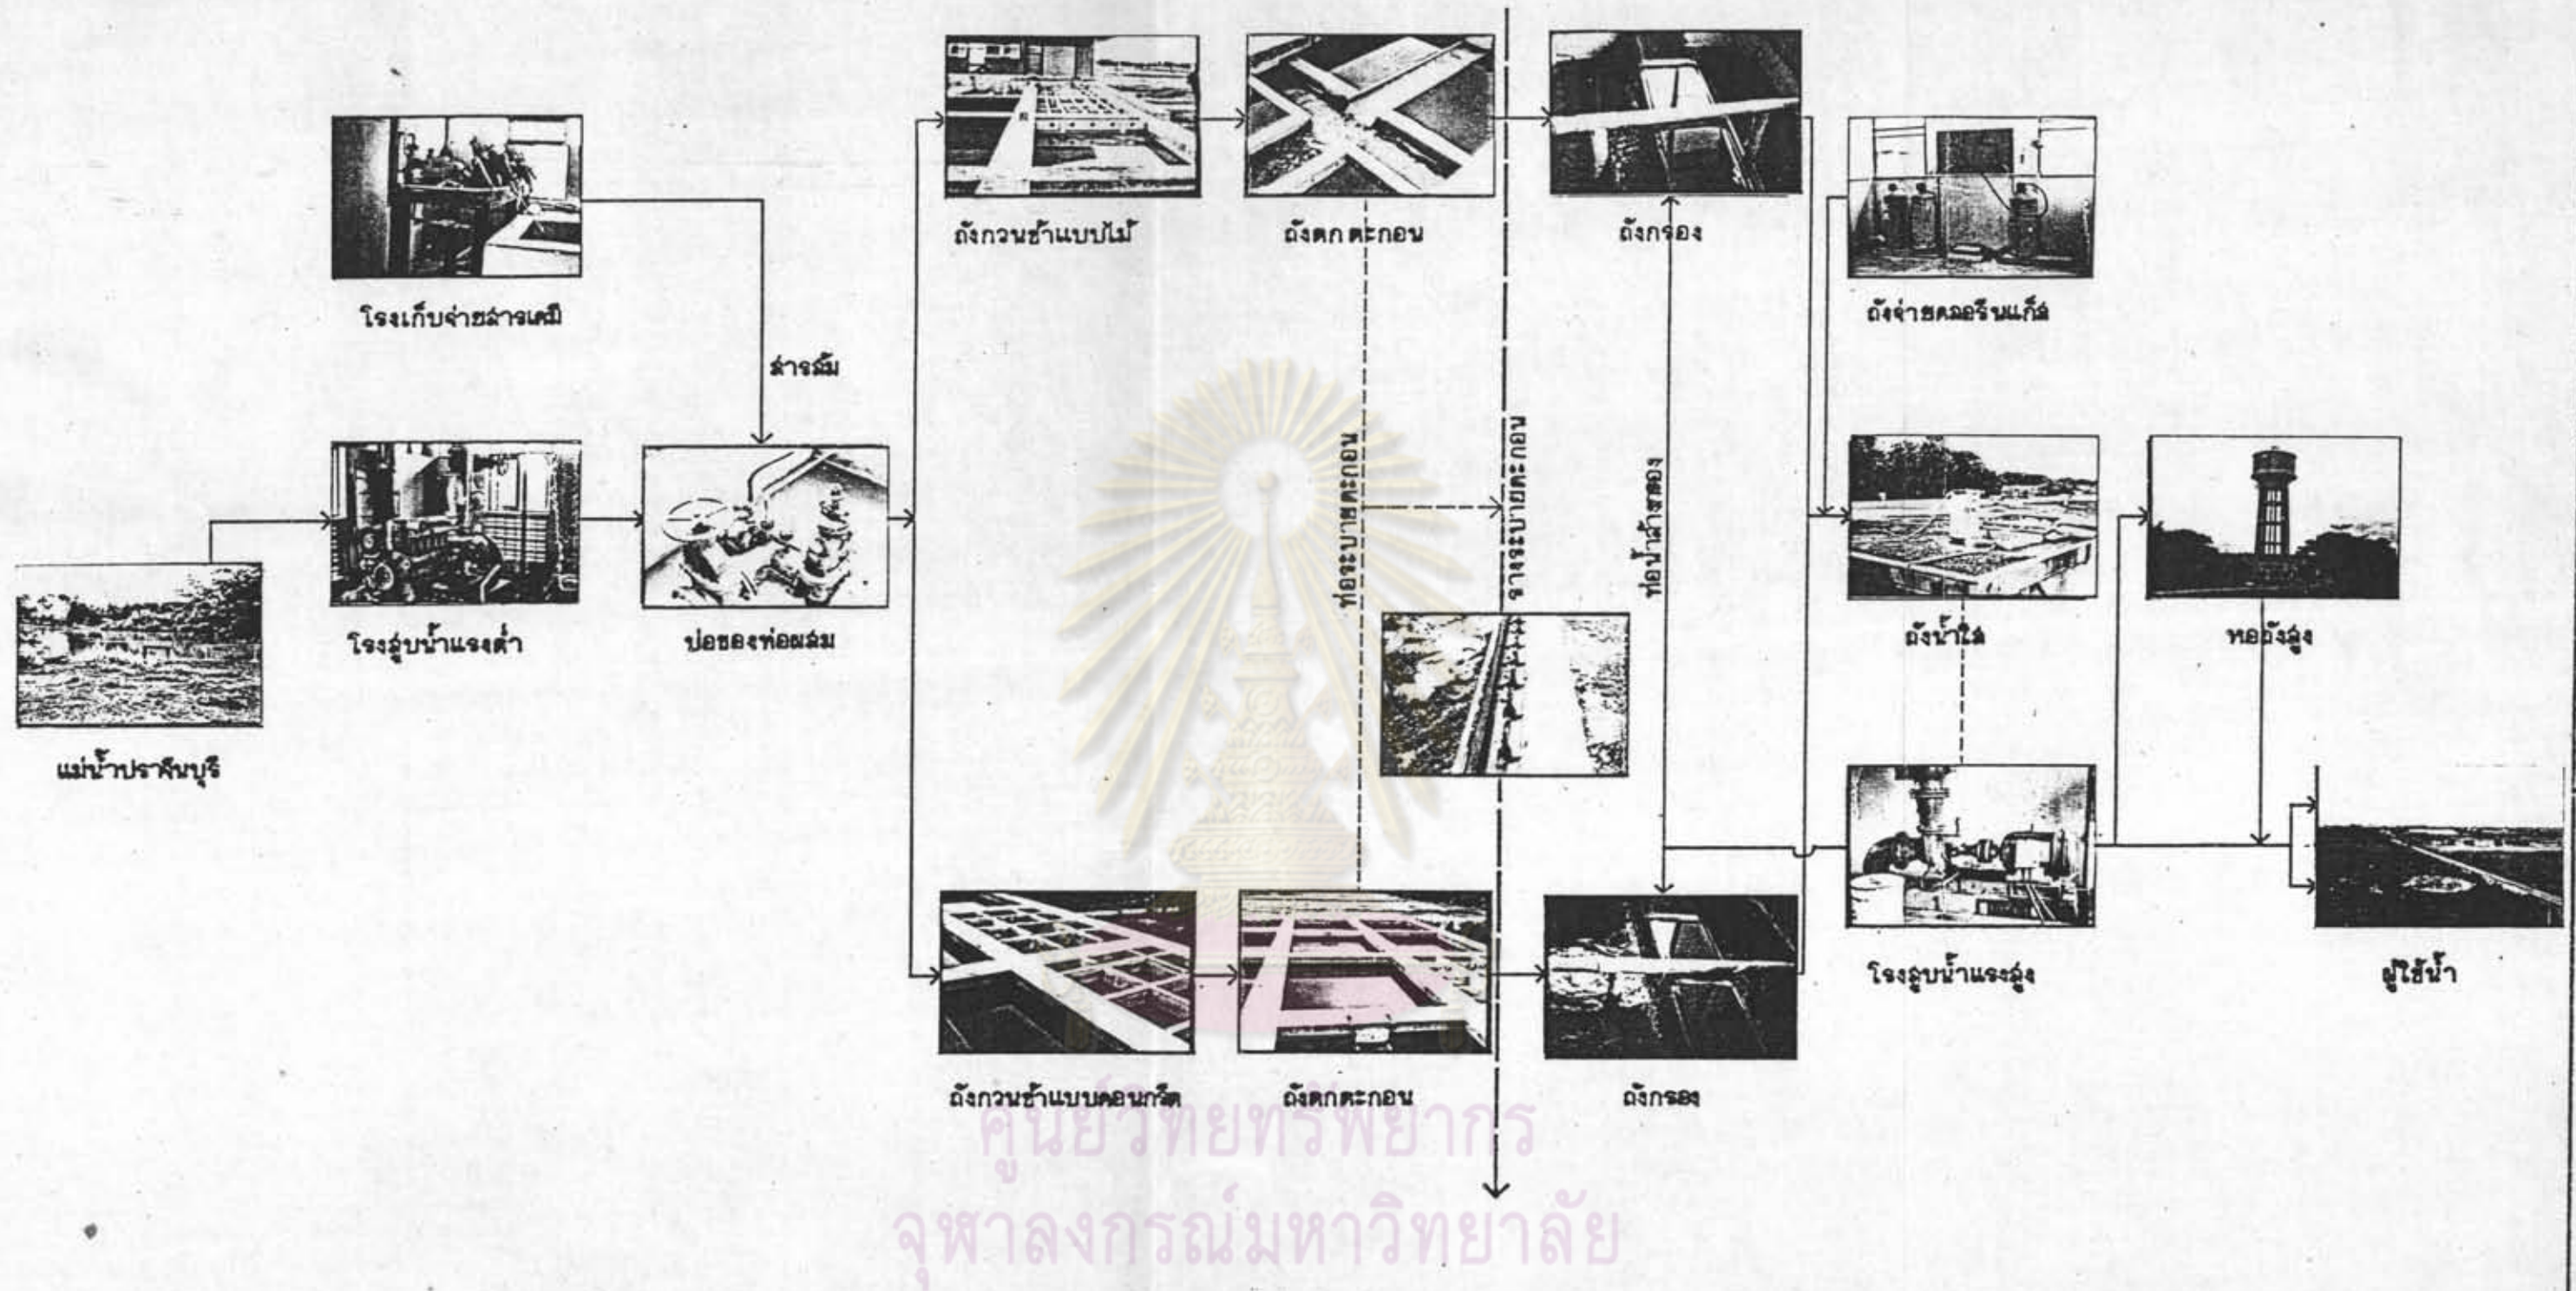 ถังกวนช้าแบบไม้
ถังตกตะกอน
ถังกรอง
โรงเก็บจ่ายสารเคมี
ถังจ่ายคลอรีนแก็ส
สารส้ม
ท่อระบายตะกอน
รางระบายตะกอน
ท่อน้ำล้างกรอง
โรงสูบน้ำแรงต่ำ
บ่อของท่อผสม
ถังน้ำใส
หอถังสูง
แม่น้ำปราจีนบุรี
โรงสูบน้ำแรงสูง
ผู้ใช้น้ำ
ถังกวนช้าแบบคอนกรีต
ถังตกตะกอน
ถังกรอง
ศูนย์วิทยทรัพยากร
จุฬาลงกรณ์มหาวิทยาลัย